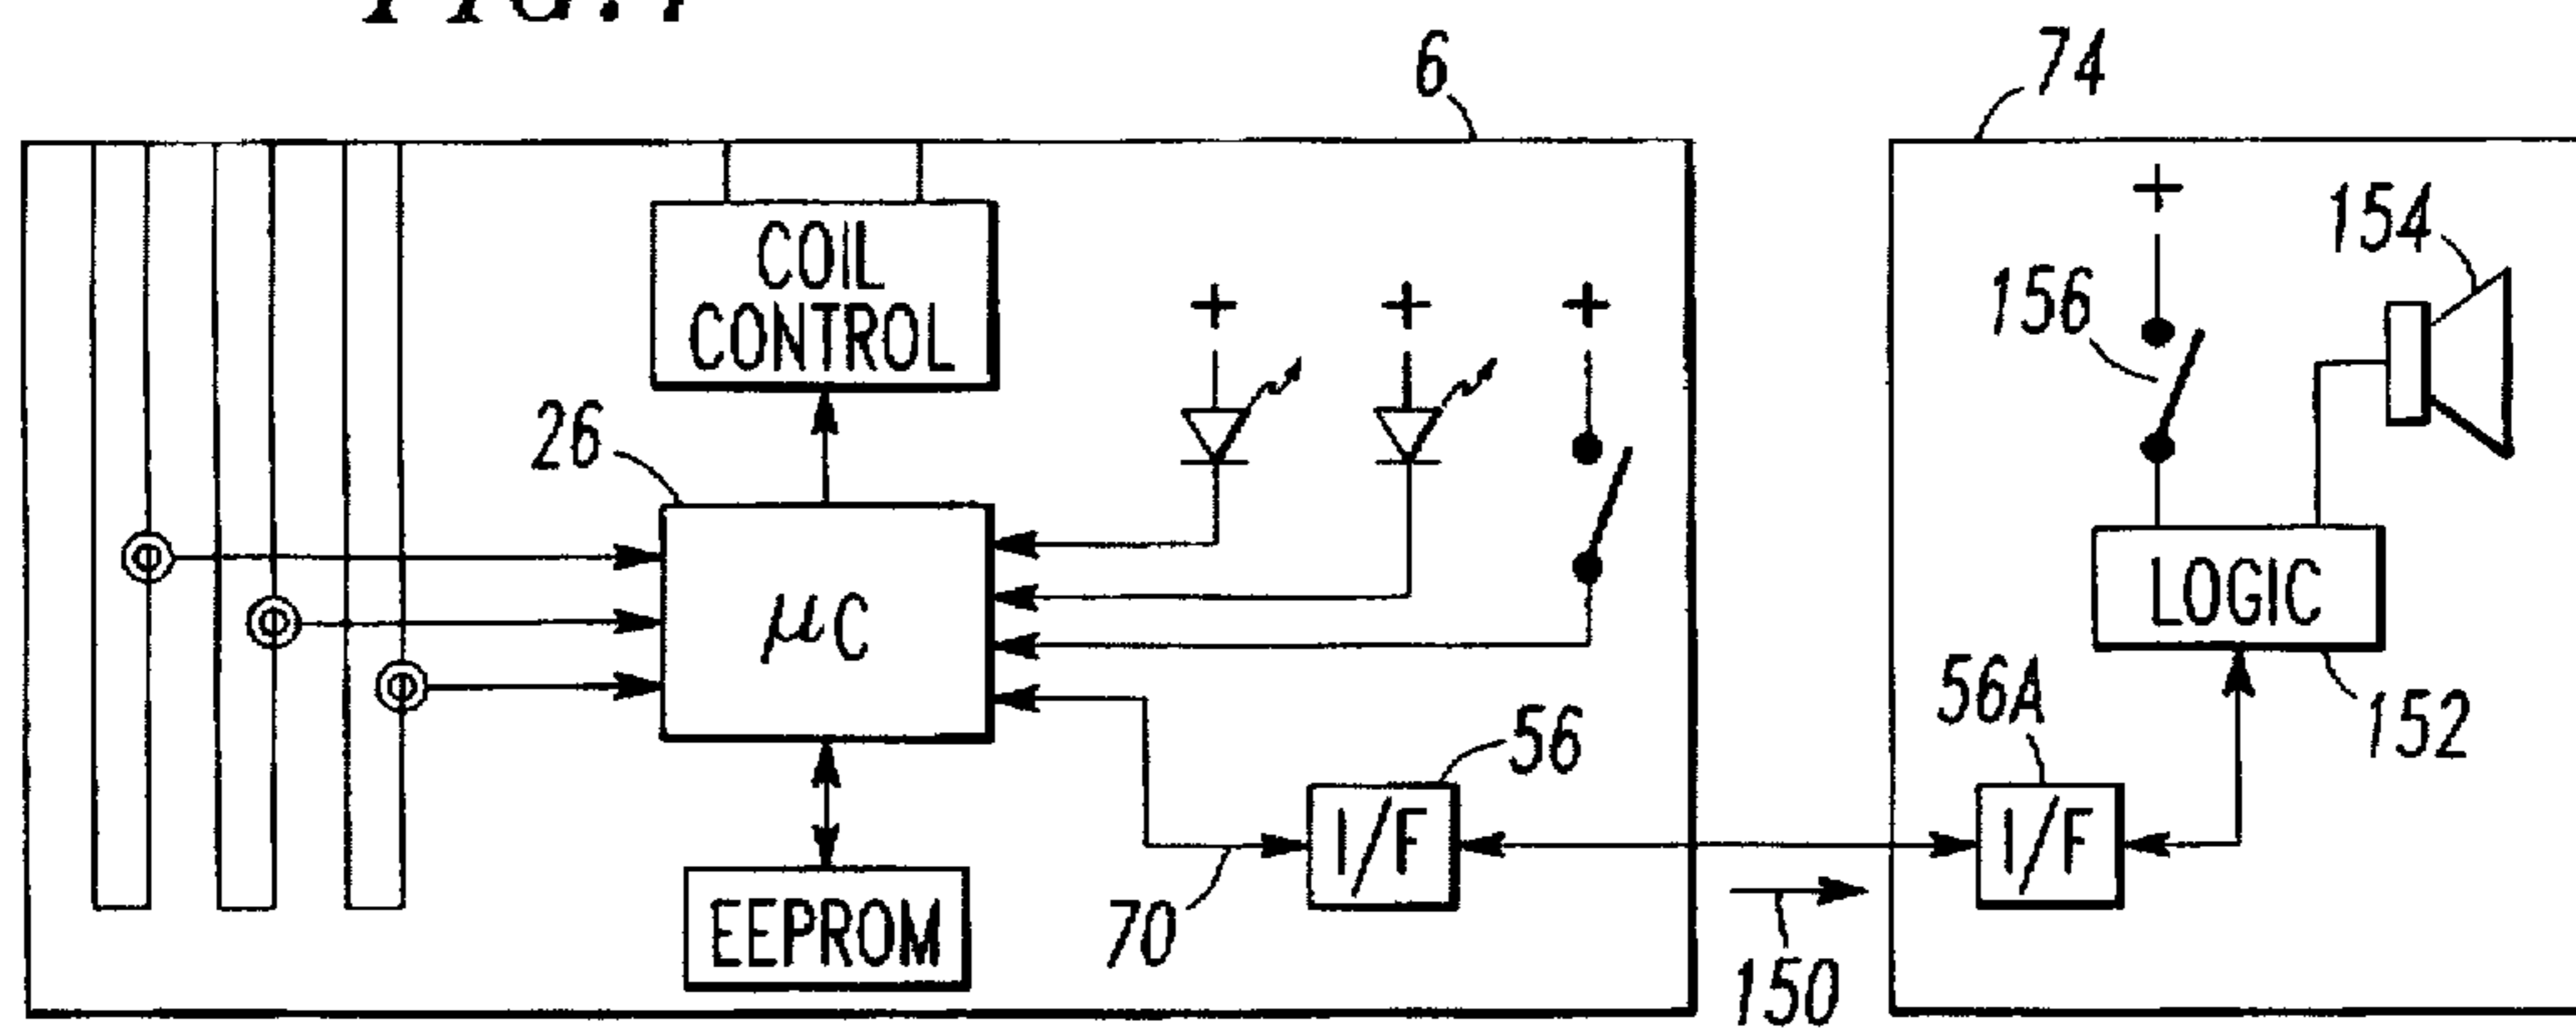 6
74
COIL
CONTROL
+
+
+
+
154
156
26
μC
LOGIC
56A
56
152
I/F
I/F
EEPROM
70
150